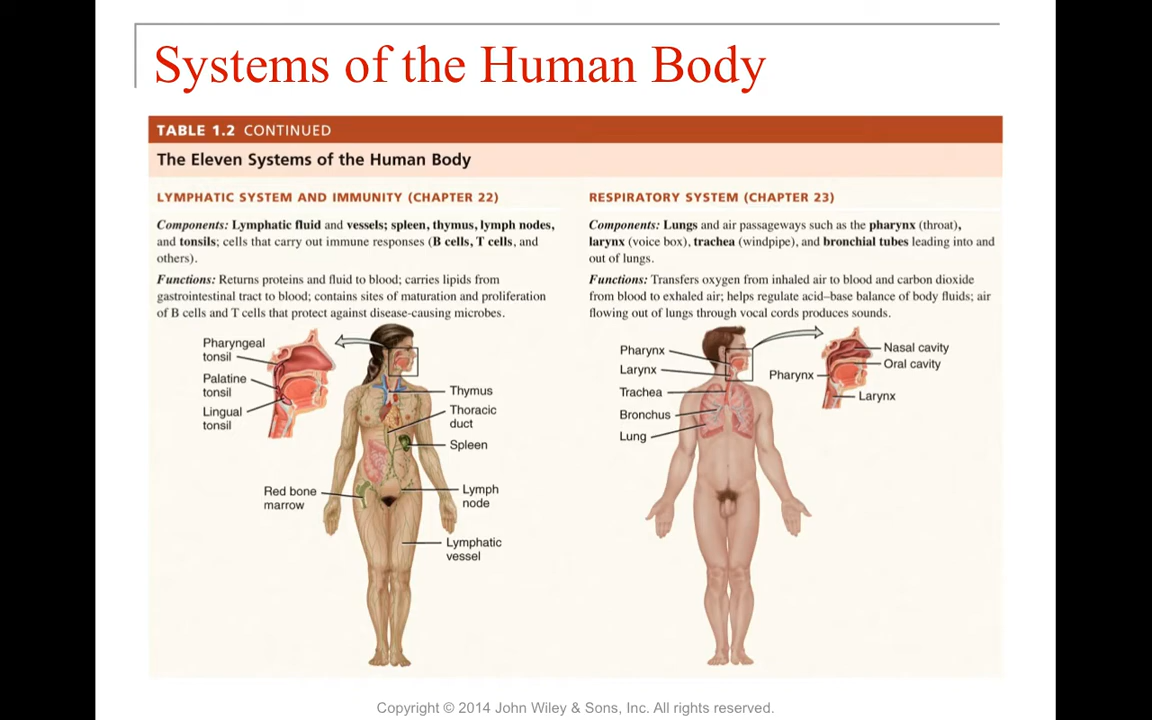 Systems of the Human Body
TABLE 1.2 CONTINUED
The Eleven Systems of the Human Body
LYMPHATIC SYSTEM AND IMMUNITY (CHAPTER 22)
Components: Lymphatic fluid and vessels; spleen, thymus, lymph nodes,
and tonsils; cells that carry out immune responses (B cells, T cells, and
others).
Functions: Returns proteins and fluid to blood; carries lipids from
gastrointestinal tract to blood; contains sites of maturation and proliferation
of B cells and T cells that protect against disease-causing microbes.
Pharyngeal
tonsil
Palatine
tonsil
Lingual
tonsil
Thymus
Thoracic
duct
Spleen
Red bone
marrow
Lymph
node
Lymphatic
vessel
RESPIRATORY SYSTEM (CHAPTER 23)
Components: Lungs and air passageways such as the pharynx (throat),
larynx (voice box), trachea (windpipe), and bronchial tubes leading into and
out of lungs.
Functions: Transfers oxygen from inhaled air to blood and carbon dioxide
from blood to exhaled air; helps regulate acid–base balance of body fluids; air
flowing out of lungs through vocal cords produces sounds.
Pharynx
Larynx
Trachea
Bronchus
Lung
Nasal cavity
Oral cavity
Pharynx
Larynx
Copyright © 2014 John Wiley & Sons, Inc. All rights reserved.